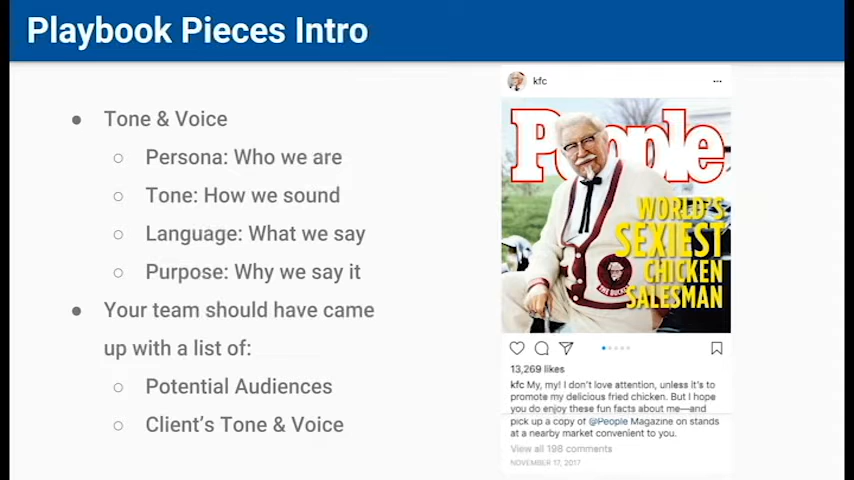 Playbook Pieces Intro
● Tone & Voice
○ Persona: Who we are
○ Tone: How we sound
○ Language: What we say
○ Purpose: Why we say it
● Your team should have came
up with a list of:
○ Potential Audiences
○ Client's Tone & Voice
kfc
...
People
WORLD'S
SEXIEST
CHICKEN
SALESMAN
THE BUCKET
13,269 likes
kfc My, my! I don't love attention, unless it's to
promote my delicious fried chicken. But I hope
you do enjoy these fun facts about me—and
pick up a copy of @People Magazine on stands
at a nearby market convenient to you.
View all 198 comments
NOVEMBER 17, 2017